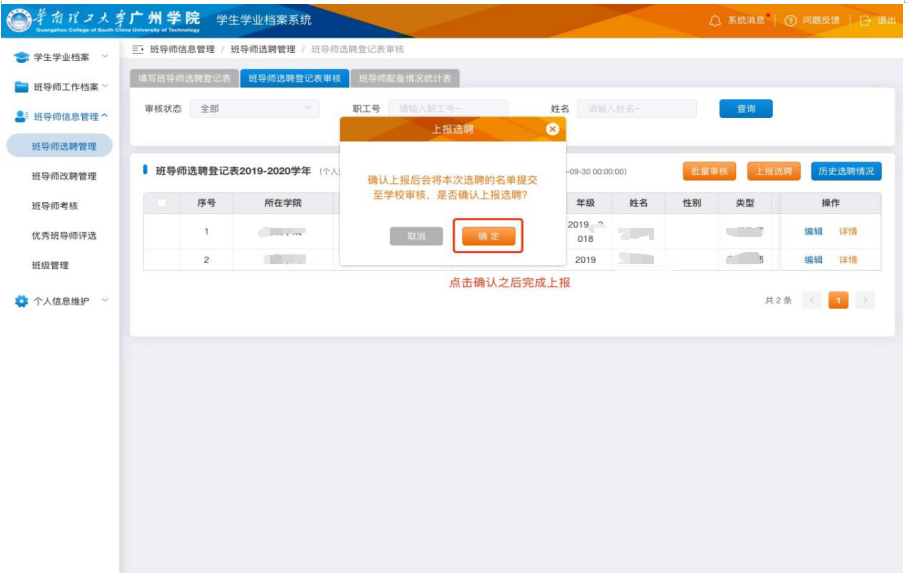 华南理工大学广州学院 学生学业档案系统
Guangzhou College of South China University of Technology
系统消息 问题反馈 退出
学生学业档案
班导师工作档案
班导师信息管理
班导师选聘管理
班导师改聘管理
班导师考核
优秀班导师评选
班级管理
个人信息维护
班导师信息管理 / 班导师选聘管理 / 班导师选聘登记表审核
填写班导师选聘登记表 班导师选聘登记表审核 班导师配备情况统计表
审核状态 全部 职工号 请输入职工号~ 姓名 请输入姓名~ 查询
上报选聘
确认上报后会将本次选聘的名单提交
至学校审核，是否确认上报选聘?
取消 确定
班导师选聘登记表2019-2020学年 (个人 -09-30 00:00:00) 批量审核 上报选聘 历史选聘情况
序号 所在学院 年级 姓名 性别 类型 操作
1 2019 2018 编辑 详情
2 2019 编辑 详情
点击确认之后完成上报
共 2 条 < 1 >